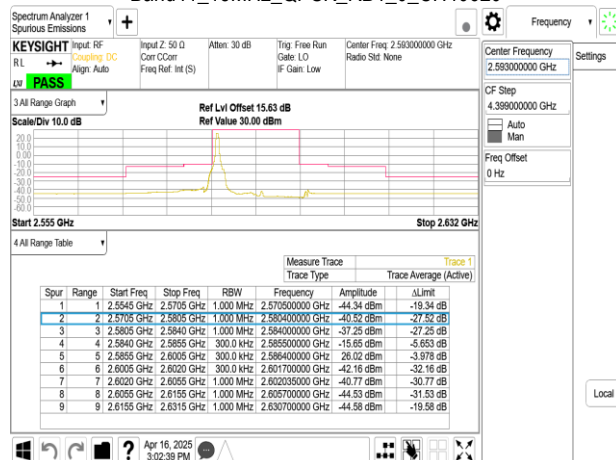 Spectrum Analyzer 1
Spurious Emissions
Frequency
KEYSIGHT
Input: RF
Coupling: DC
Align: Auto
Input Z: 50 Ω
Corr CCorr
Freq Ref: Int (S)
Atten: 30 dB
Trig: Free Run
Gate: LO
IF Gain: Low
Center Freq: 2.593000000 GHz
Radio Std: None
RL
LXI
PASS
Center Frequency
2.593000000 GHz
Settings
CF Step
4.399000000 GHz
Auto
Man
Freq Offset
0 Hz
3 All Range Graph
Scale/Div 10.0 dB
Ref Lvl Offset 15.63 dB
Ref Value 30.00 dBm
20.0
10.0
0.00
-10.0
-20.0
-30.0
-40.0
-50.0
-60.0
Start 2.555 GHz
Stop 2.632 GHz
4 All Range Table
Measure Trace Trace 1
Trace Type Trace Average (Active)
Spur Range Start Freq Stop Freq RBW Frequency Amplitude ΔLimit
1 1 2.5545 GHz 2.5705 GHz 1.000 MHz 2.570500000 GHz -44.34 dBm -19.34 dB
2 2 2.5705 GHz 2.5805 GHz 1.000 MHz 2.580400000 GHz -40.52 dBm -27.52 dB
3 3 2.5805 GHz 2.5840 GHz 1.000 MHz 2.584000000 GHz -37.25 dBm -27.25 dB
4 4 2.5840 GHz 2.5855 GHz 300.0 kHz 2.585500000 GHz -15.65 dBm -5.653 dB
5 5 2.5855 GHz 2.6005 GHz 300.0 kHz 2.586400000 GHz 26.02 dBm -3.978 dB
6 6 2.6005 GHz 2.6020 GHz 300.0 kHz 2.601700000 GHz -42.16 dBm -32.16 dB
7 7 2.6020 GHz 2.6055 GHz 1.000 MHz 2.602035000 GHz -40.77 dBm -30.77 dB
8 8 2.6055 GHz 2.6155 GHz 1.000 MHz 2.605700000 GHz -44.53 dBm -31.53 dB
9 9 2.6155 GHz 2.6315 GHz 1.000 MHz 2.630700000 GHz -44.58 dBm -19.58 dB
Local
Apr 16, 2025
3:02:39 PM